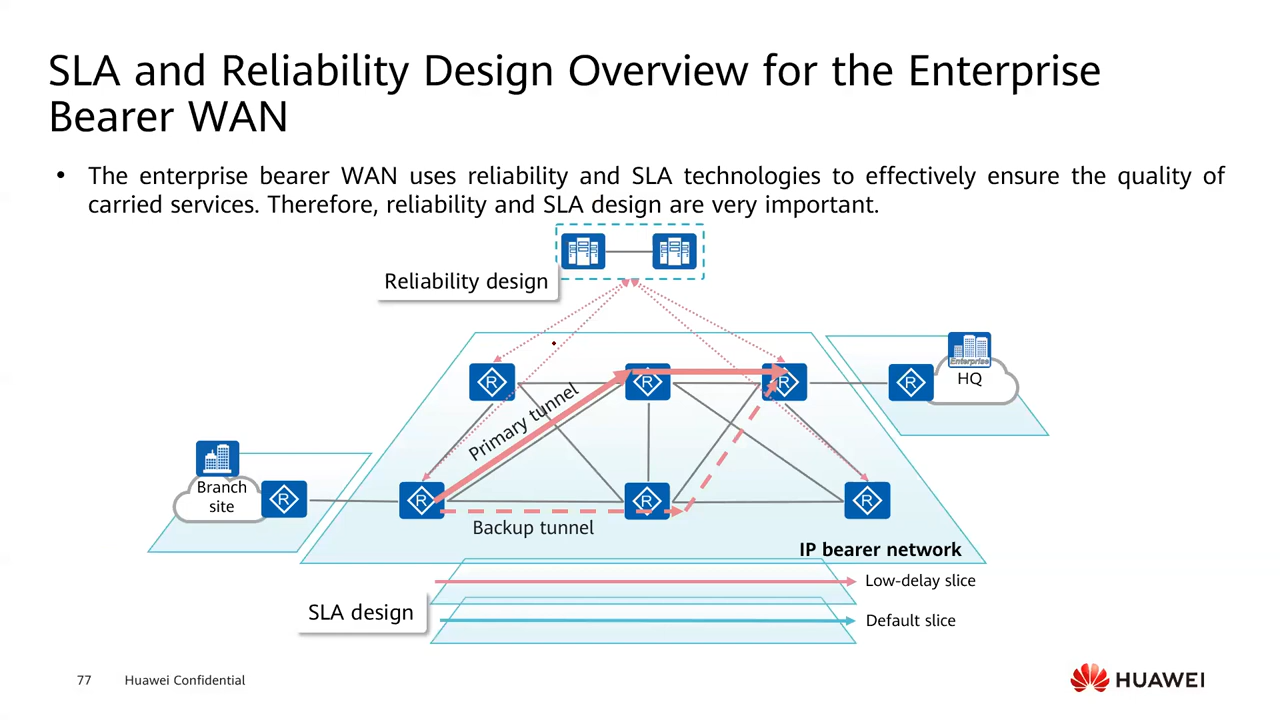 SLA and Reliability Design Overview for the Enterprise
Bearer WAN
• The enterprise bearer WAN uses reliability and SLA technologies to effectively ensure the quality of
carried services. Therefore, reliability and SLA design are very important.
Reliability design
Enterprise
HQ
R
R
R
R
Primary tunnel
Branch
site
R
R
R
R
Backup tunnel
IP bearer network
Low-delay slice
SLA design
Default slice
77
Huawei Confidential
HUAWEI